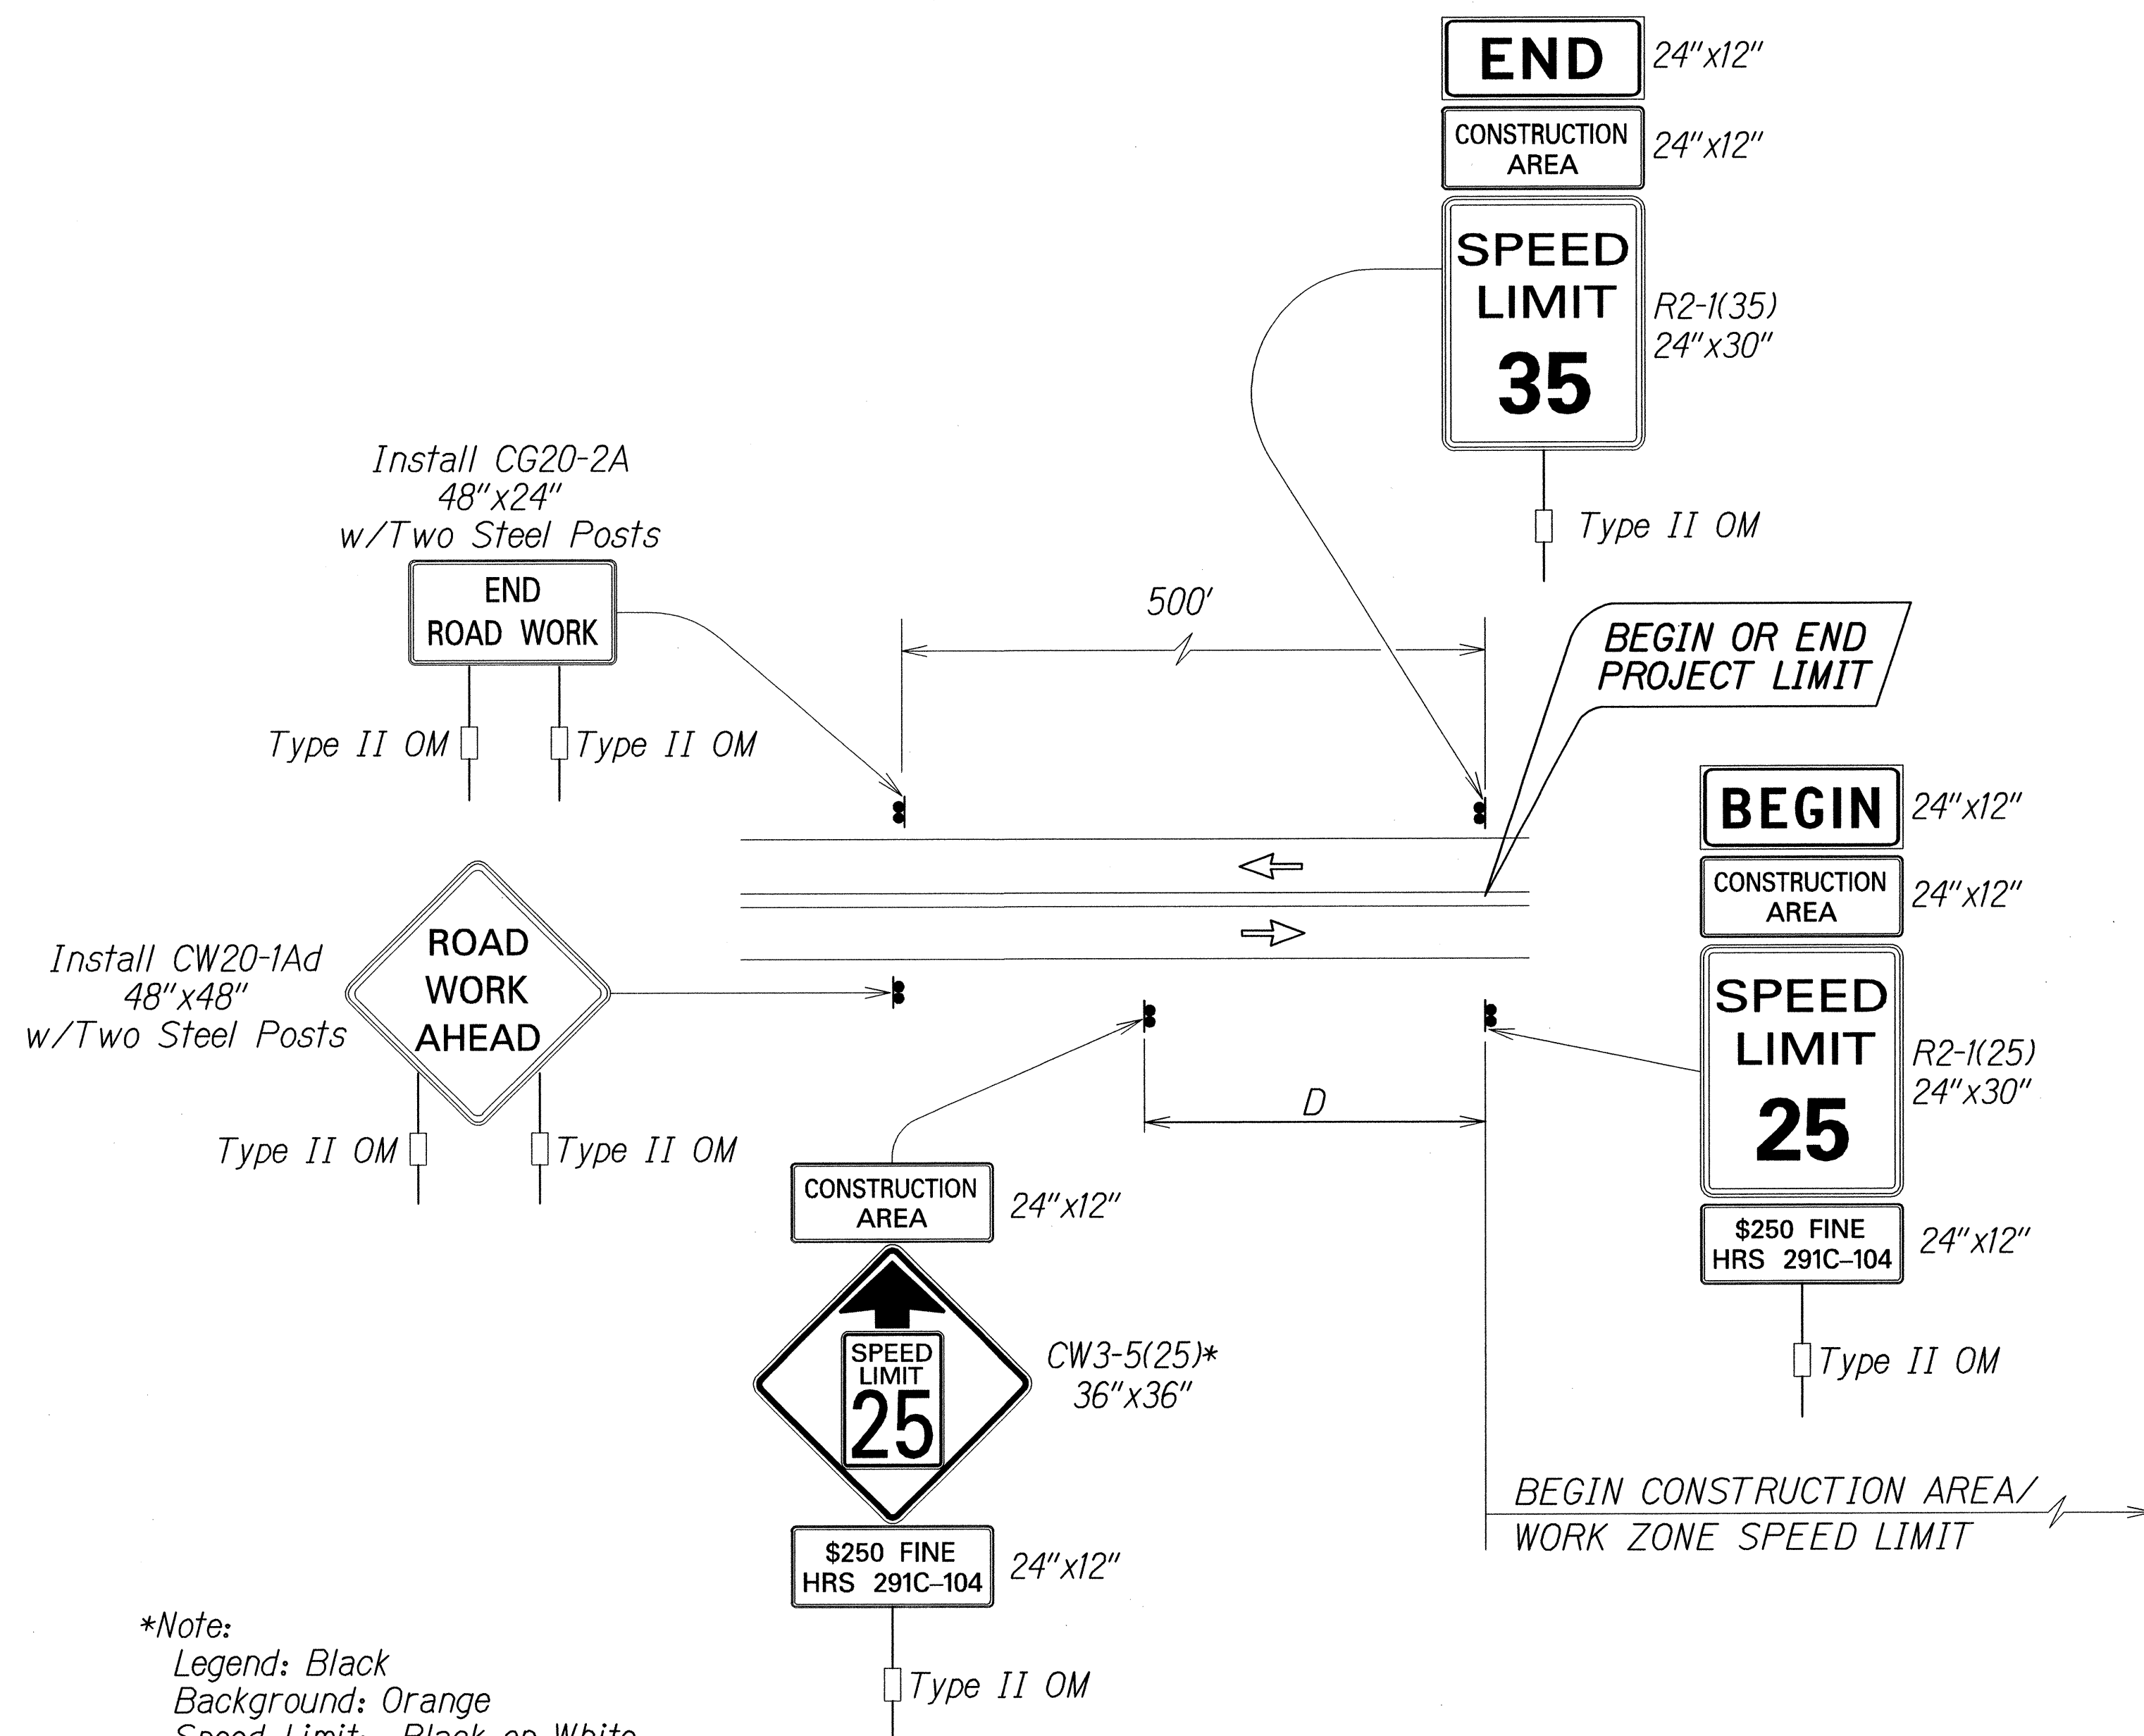 END
24"x12"
CONSTRUCTION
AREA
24"x12"
SPEED
LIMIT
35
R2-1(35)
24"x30"
Type II OM
Install CG20-2A
48"x24"
w/Two Steel Posts
END
ROAD WORK
Type II OM
Type II OM
500'
BEGIN OR END
PROJECT LIMIT
BEGIN
24"x12"
CONSTRUCTION
AREA
24"x12"
SPEED
LIMIT
25
R2-1(25)
24"x30"
$250 FINE
HRS 291C-104
24"x12"
Type II OM
Install CW20-1Ad
48"x48"
w/Two Steel Posts
ROAD
WORK
AHEAD
Type II OM
Type II OM
D
CONSTRUCTION
AREA
24"x12"
SPEED
LIMIT
25
CW3-5(25)*
36"x36"
$250 FINE
HRS 291C-104
24"x12"
Type II OM
BEGIN CONSTRUCTION AREA/
WORK ZONE SPEED LIMIT
*Note:
Legend: Black
Background: Orange
Speed Limit: Black on White